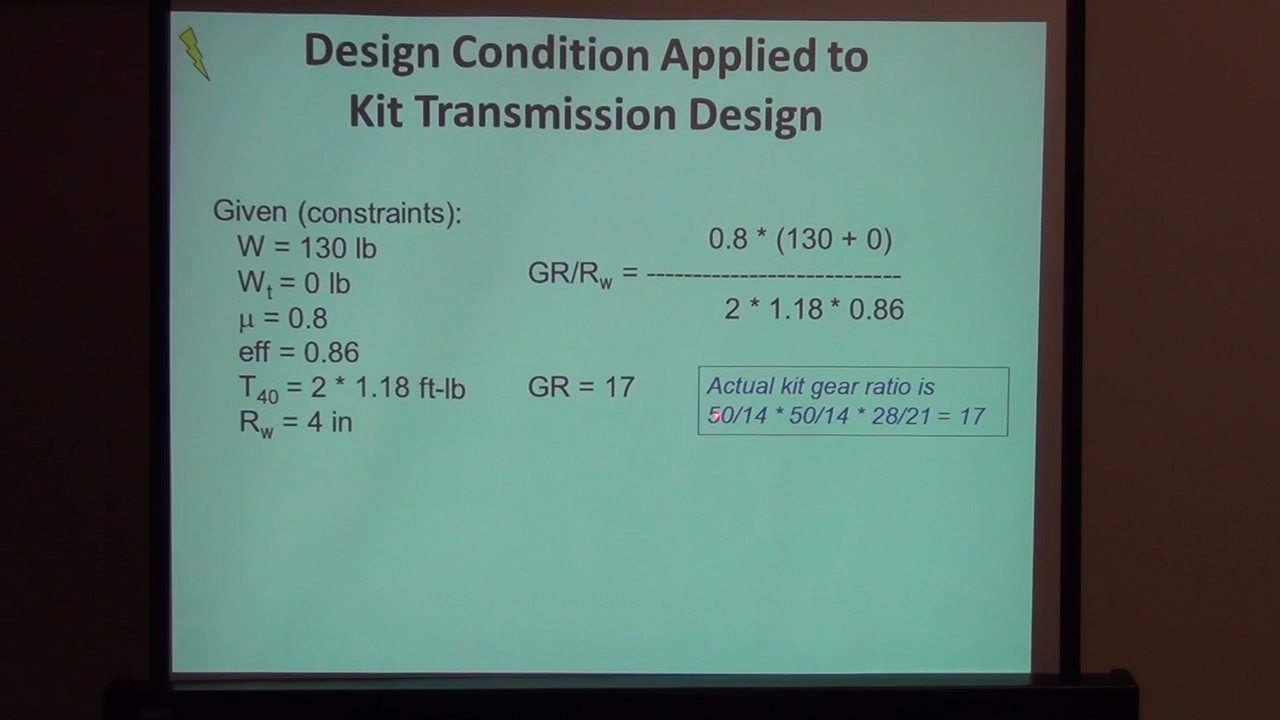 Design Condition Applied to
Kit Transmission Design
Given (constraints):
W = 130 lb
Wt = 0 lb
μ = 0.8
eff = 0.86
T40 = 2 * 1.18 ft-lb
Rw = 4 in
0.8 * (130 + 0)
GR/Rw = ----------------------------
2 * 1.18 * 0.86
GR = 17
Actual kit gear ratio is
50/14 * 50/14 * 28/21 = 17